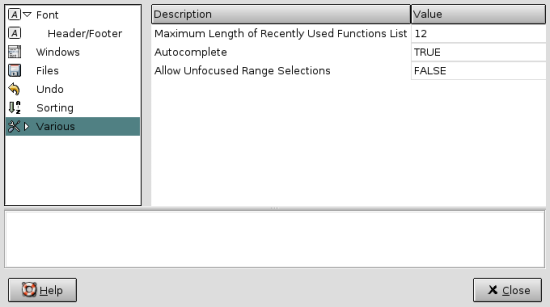 Font
Header/Footer
Windows
Files
Undo
Sorting
Various
Description Value
Maximum Length of Recently Used Functions List 12
Autocomplete TRUE
Allow Unfocused Range Selections FALSE
Help
Close